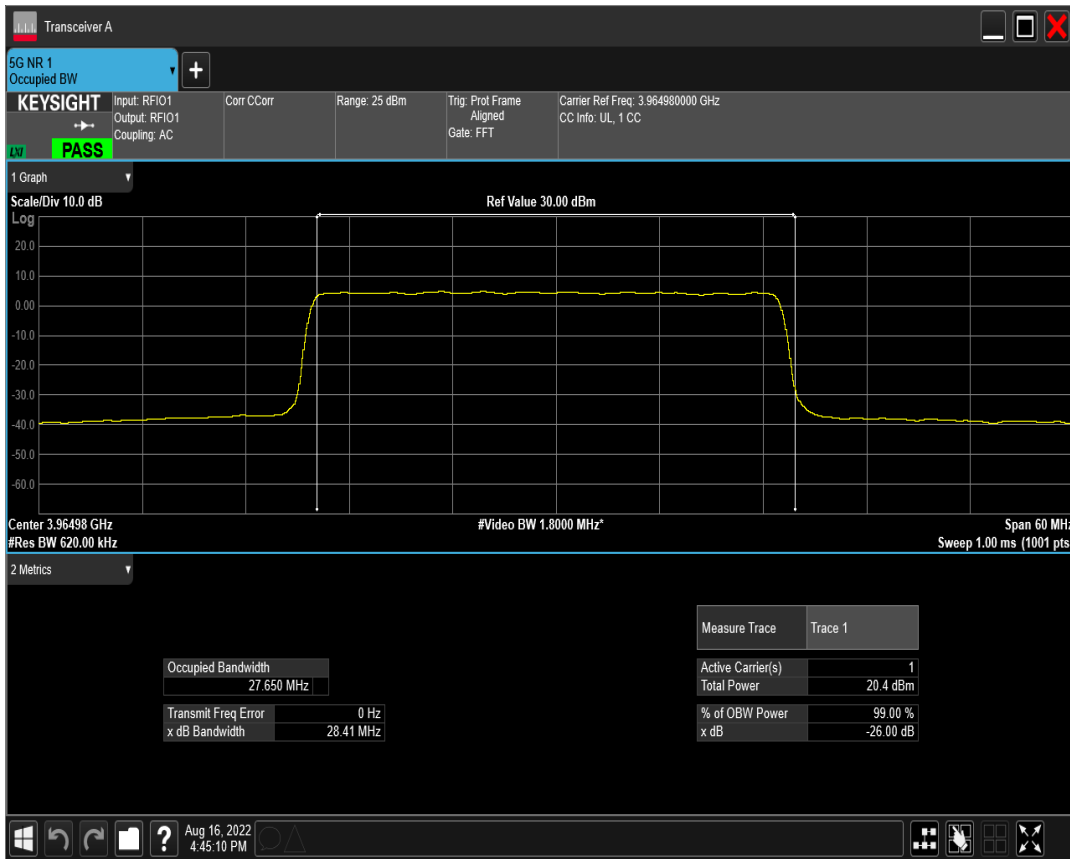 Transceiver A
5G NR 1
Occupied BW
+
KEYSIGHT
LXI
PASS
Input: RFIO1
Output: RFIO1
Coupling: AC
Corr CCorr
Range: 25 dBm
Trig: Prot Frame
Aligned
Gate: FFT
Carrier Ref Freq: 3.964980000 GHz
CC Info: UL, 1 CC
1 Graph
Scale/Div 10.0 dB
Ref Value 30.00 dBm
Log
20.0
10.0
0.00
-10.0
-20.0
-30.0
-40.0
-50.0
-60.0
Center 3.96498 GHz
#Video BW 1.8000 MHz*
Span 60 MHz
#Res BW 620.00 kHz
Sweep 1.00 ms (1001 pts
2 Metrics
Measure Trace Trace 1
Occupied Bandwidth
27.650 MHz
Active Carrier(s) 1
Total Power 20.4 dBm
Transmit Freq Error 0 Hz
x dB Bandwidth 28.41 MHz
% of OBW Power 99.00 %
x dB -26.00 dB
?
Aug 16, 2022
4:45:10 PM